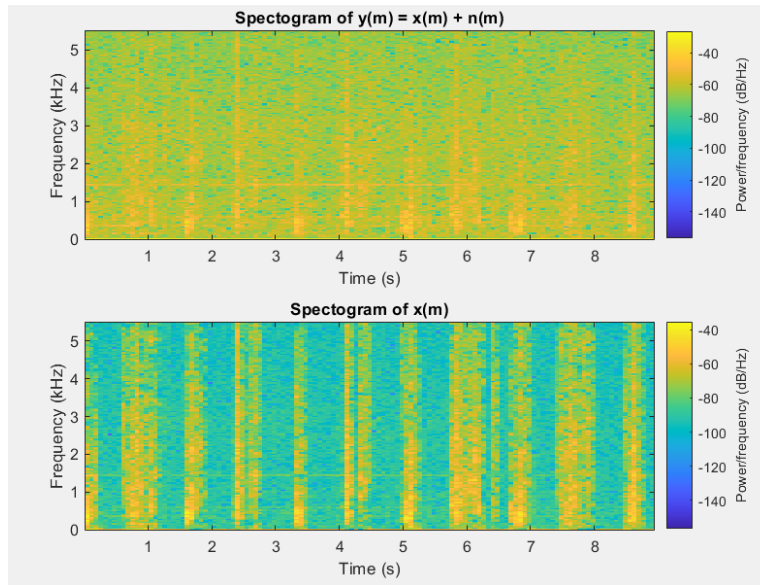 Spectrogram of y(m) = x(m) + n(m)
Frequency (kHz)
5
4
3
2
1
0
1 2 3 4 5 6 7 8
Time (s)
-40
-60
-80
-100
-120
-140
Power/frequency (dB/Hz)
Spectogram of x(m)
Frequency (kHz)
5
4
3
2
1
0
1 2 3 4 5 6 7 8
Time (s)
-40
-60
-80
-100
-120
-140
Power/frequency (dB/Hz)